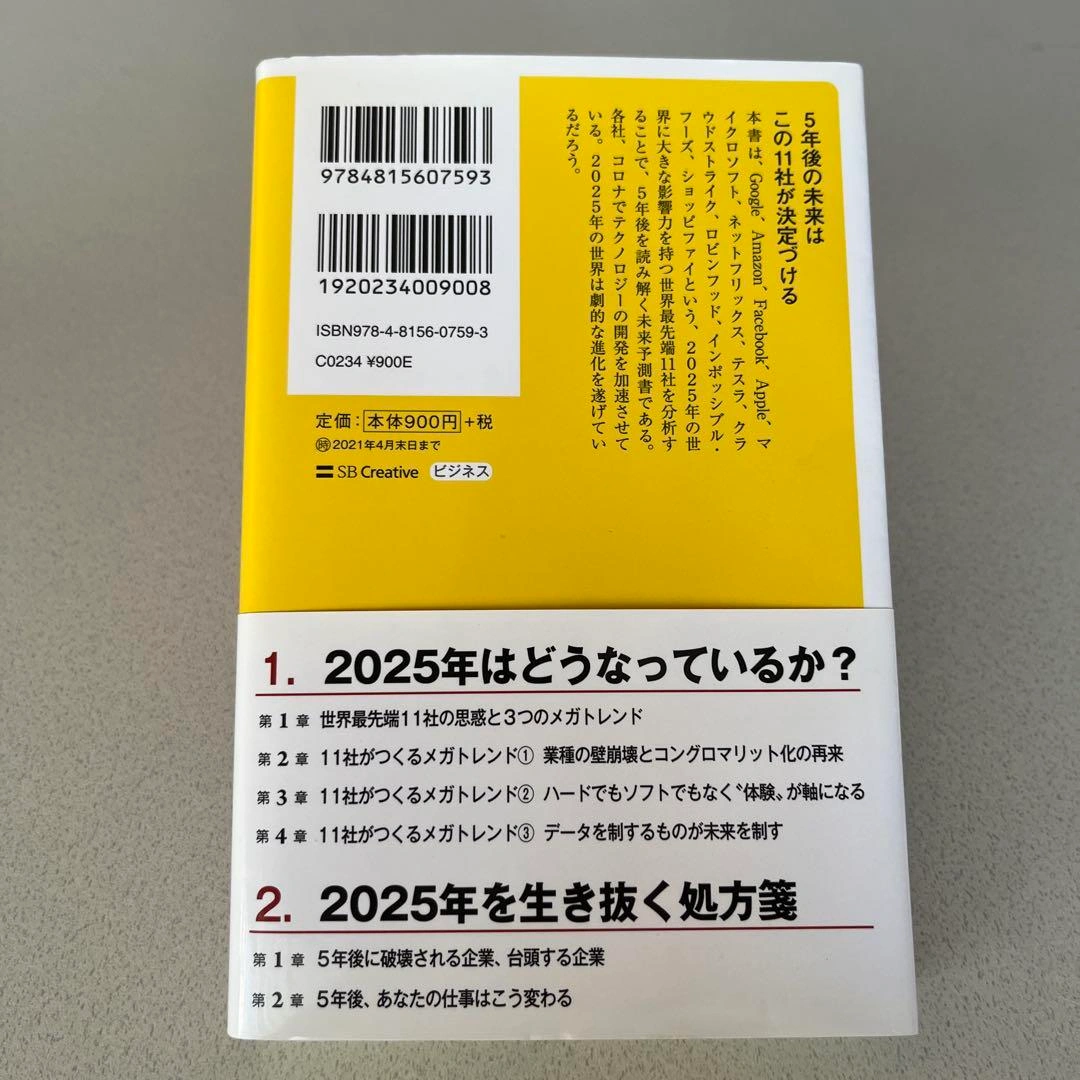 9784815607593
1920234009008
ISBN978-4-8156-0759-3
C0234 ¥900E
定価：本体900円+税
時2021年4月末日まで
SB Creative ビジネス
5年後の未来は
この11社が決定づける
本書は、Google、Amazon、Facebook、Apple、マ
イクロソフト、ネットフリックス、テスラ、クラ
ウドストライク、ロビンフッド、インポッシブル・
フーズ、ショッピファイという、2025年の世
界に大きな影響力を持つ世界最先端11社を分析す
ることで、5年後を読み解く未来予測書である。
各社、コロナでテクノロジーの開発を加速させて
いる。2025年の世界は劇的な進化を遂げてい
るだろう。
1. 2025年はどうなっているか？
第1章 世界最先端11社の思惑と3つのメガトレンド
第2章 11社がつくるメガトレンド① 業種の壁崩壊とコングロマリット化の再来
第3章 11社がつくるメガトレンド② ハードでもソフトでもなく〝体験〟が軸になる
第4章 11社がつくるメガトレンド③ データを制するものが未来を制す
2. 2025年を生き抜く処方箋
第1章 5年後に破壊される企業、台頭する企業
第2章 5年後、あなたの仕事はこう変わる